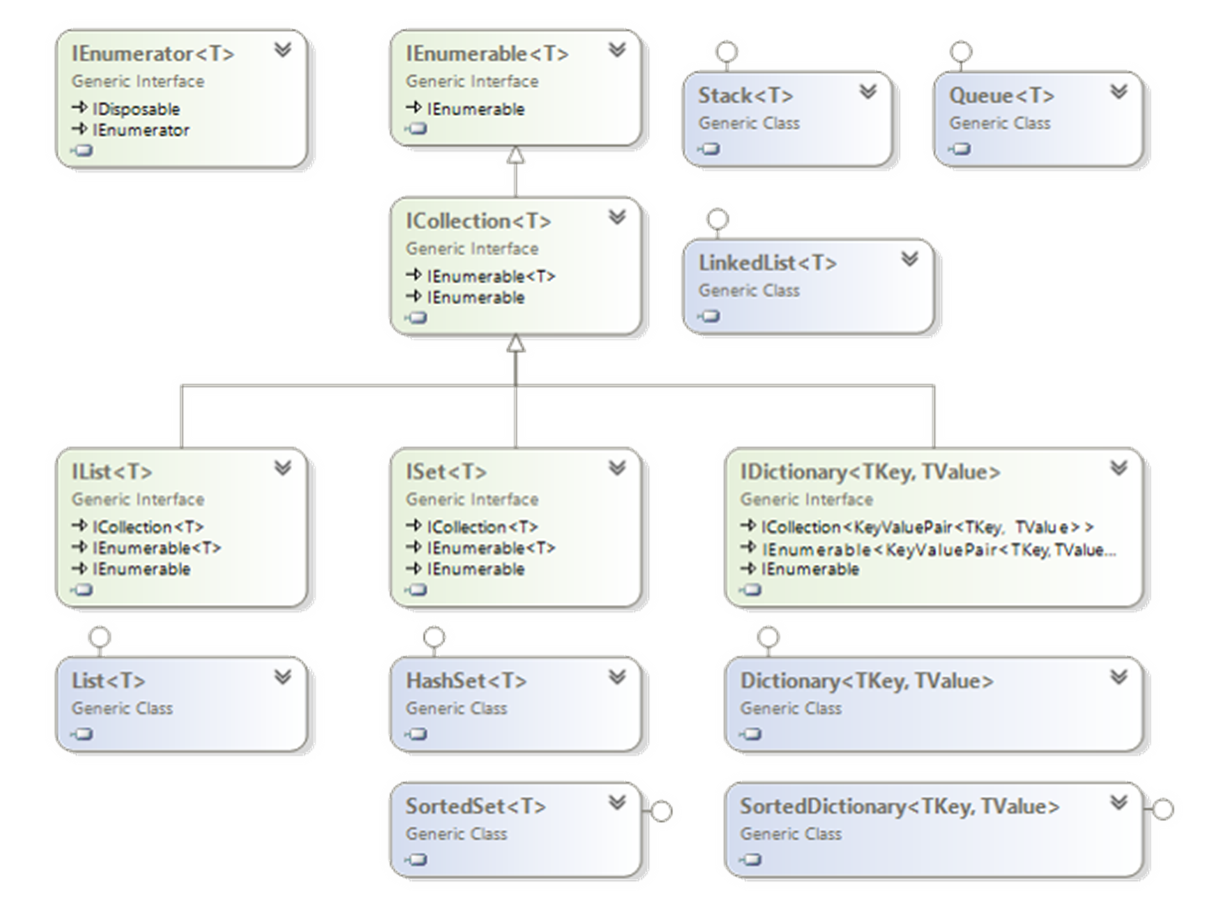 IEnumerator<T>
Generic Interface
IDisposable
IEnumerator
IEnumerable<T>
Generic Interface
IEnumerable
Stack<T>
Generic Class
Queue<T>
Generic Class
ICollection<T>
Generic Interface
IEnumerable<T>
IEnumerable
LinkedList<T>
Generic Class
IList<T>
Generic Interface
ICollection<T>
IEnumerable<T>
IEnumerable
ISet<T>
Generic Interface
ICollection<T>
IEnumerable<T>
IEnumerable
IDictionary<TKey, TValue>
Generic Interface
ICollection<KeyValuePair<TKey, TValue>>
IEnumerable<KeyValuePair<TKey, TValue...
IEnumerable
List<T>
Generic Class
HashSet<T>
Generic Class
Dictionary<TKey, TValue>
Generic Class
SortedSet<T>
Generic Class
SortedDictionary<TKey, TValue>
Generic Class